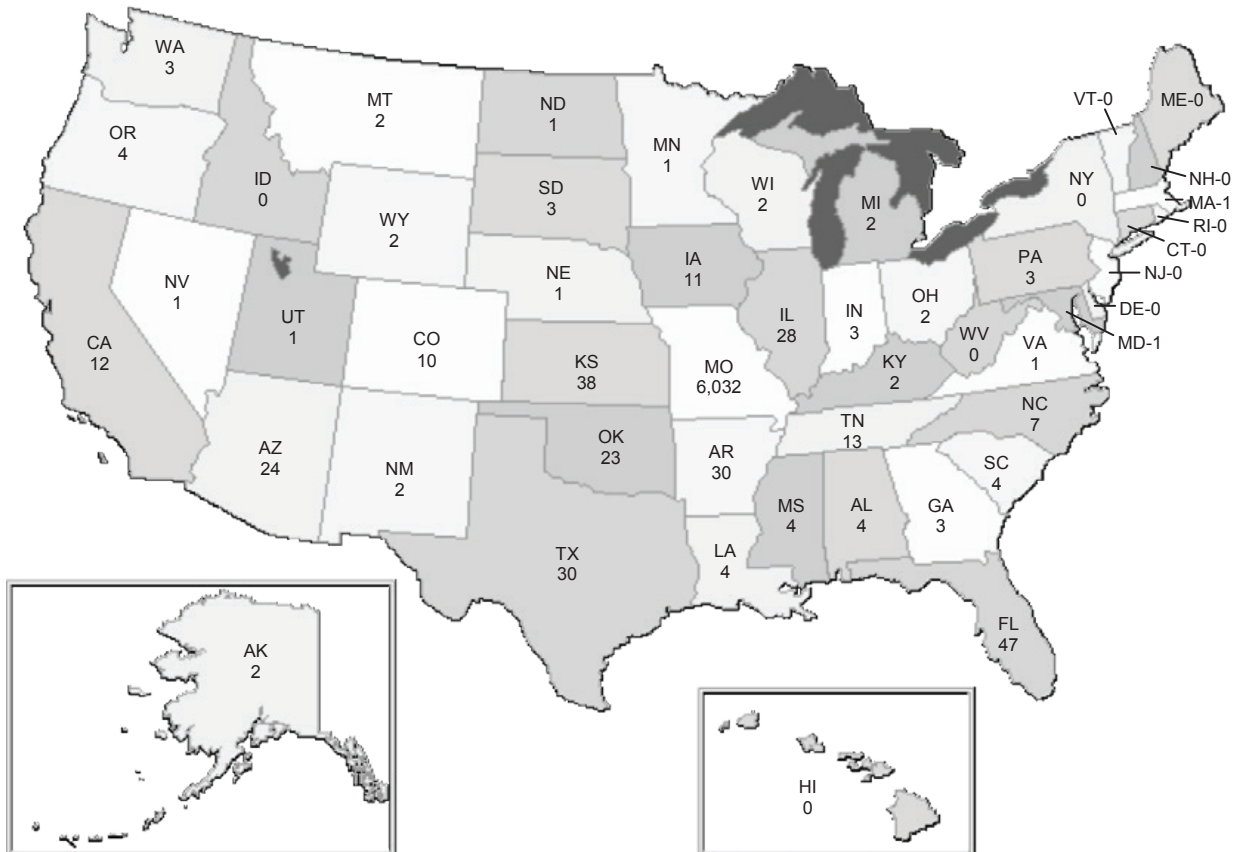 WA
3
MT
2
ND
1
MN
1
VT-0
ME-0
OR
4
ID
0
SD
3
WI
2
MI
2
NY
0
NH-0
MA-1
RI-0
CT-0
WY
2
IA
11
PA
3
NJ-0
NV
1
NE
1
UT
1
IL
28
IN
3
OH
2
DE-0
MD-1
CA
12
CO
10
KS
38
MO
6,032
WV
0
VA
1
KY
2
NC
7
TN
13
AZ
24
NM
2
OK
23
AR
30
SC
4
MS
4
AL
4
GA
3
TX
30
LA
4
FL
47
AK
2
HI
0